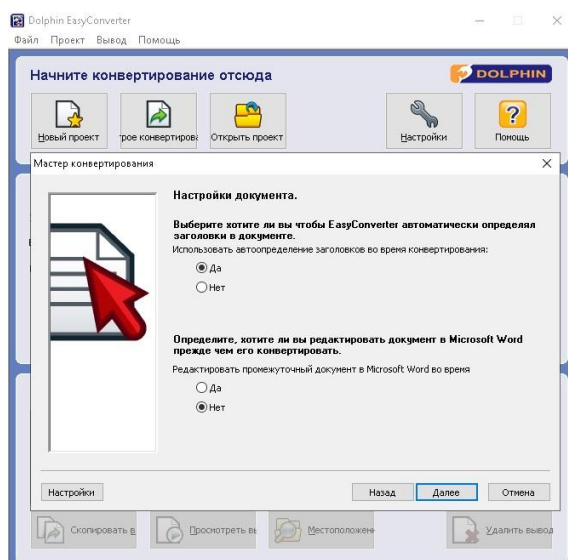 Dolphin EasyConverter
Файл Проект Вывод Помощь
Начните конвертирование отсюда
DOLPHIN
Новый проект
трое конвертирова
Открыть проект
Настройки
Помощь
Мастер конвертирования
Настройки документа.
Выберите хотите ли вы чтобы EasyConverter автоматически определял
заголовки в документе.
Использовать автоопределение заголовков во время конвертирования:
Да
Нет
Определите, хотите ли вы редактировать документ в Microsoft Word
прежде чем его конвертировать.
Редактировать промежуточный документ в Microsoft Word во время
Да
Нет
Настройки
Назад
Далее
Отмена
Скопировать в
Просмотреть вы
Местоположен
Удалить вывод